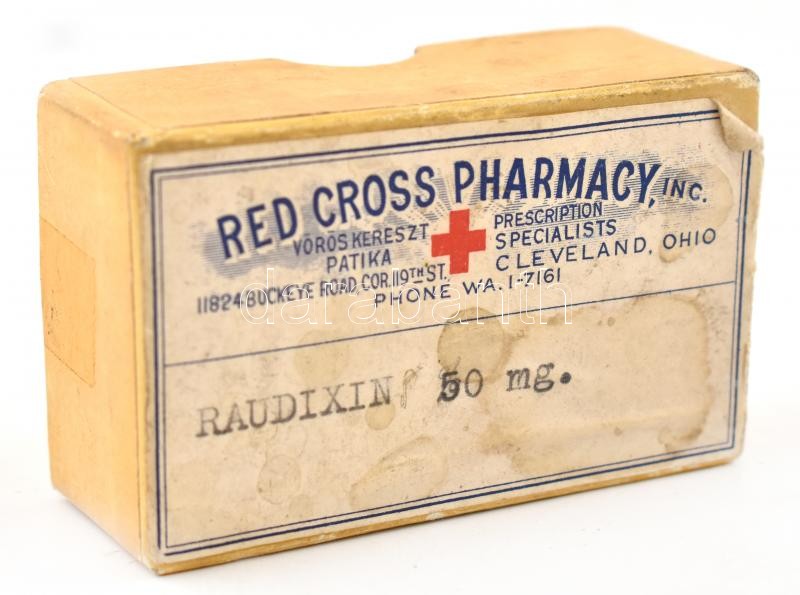 RED CROSS PHARMACY, INC.
VÖRÖS KERESZT
PATIKA
PRESCRIPTION
SPECIALISTS
CLEVELAND, OHIO
11824 BUCKEYE ROAD, COR. 119TH ST.
PHONE WA. 1-7161
darabanth
RAUDIXIN 50 mg.